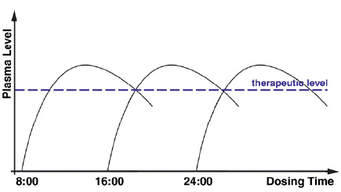 Plasma Level
therapeutic level
8:00 16:00 24:00 Dosing Time